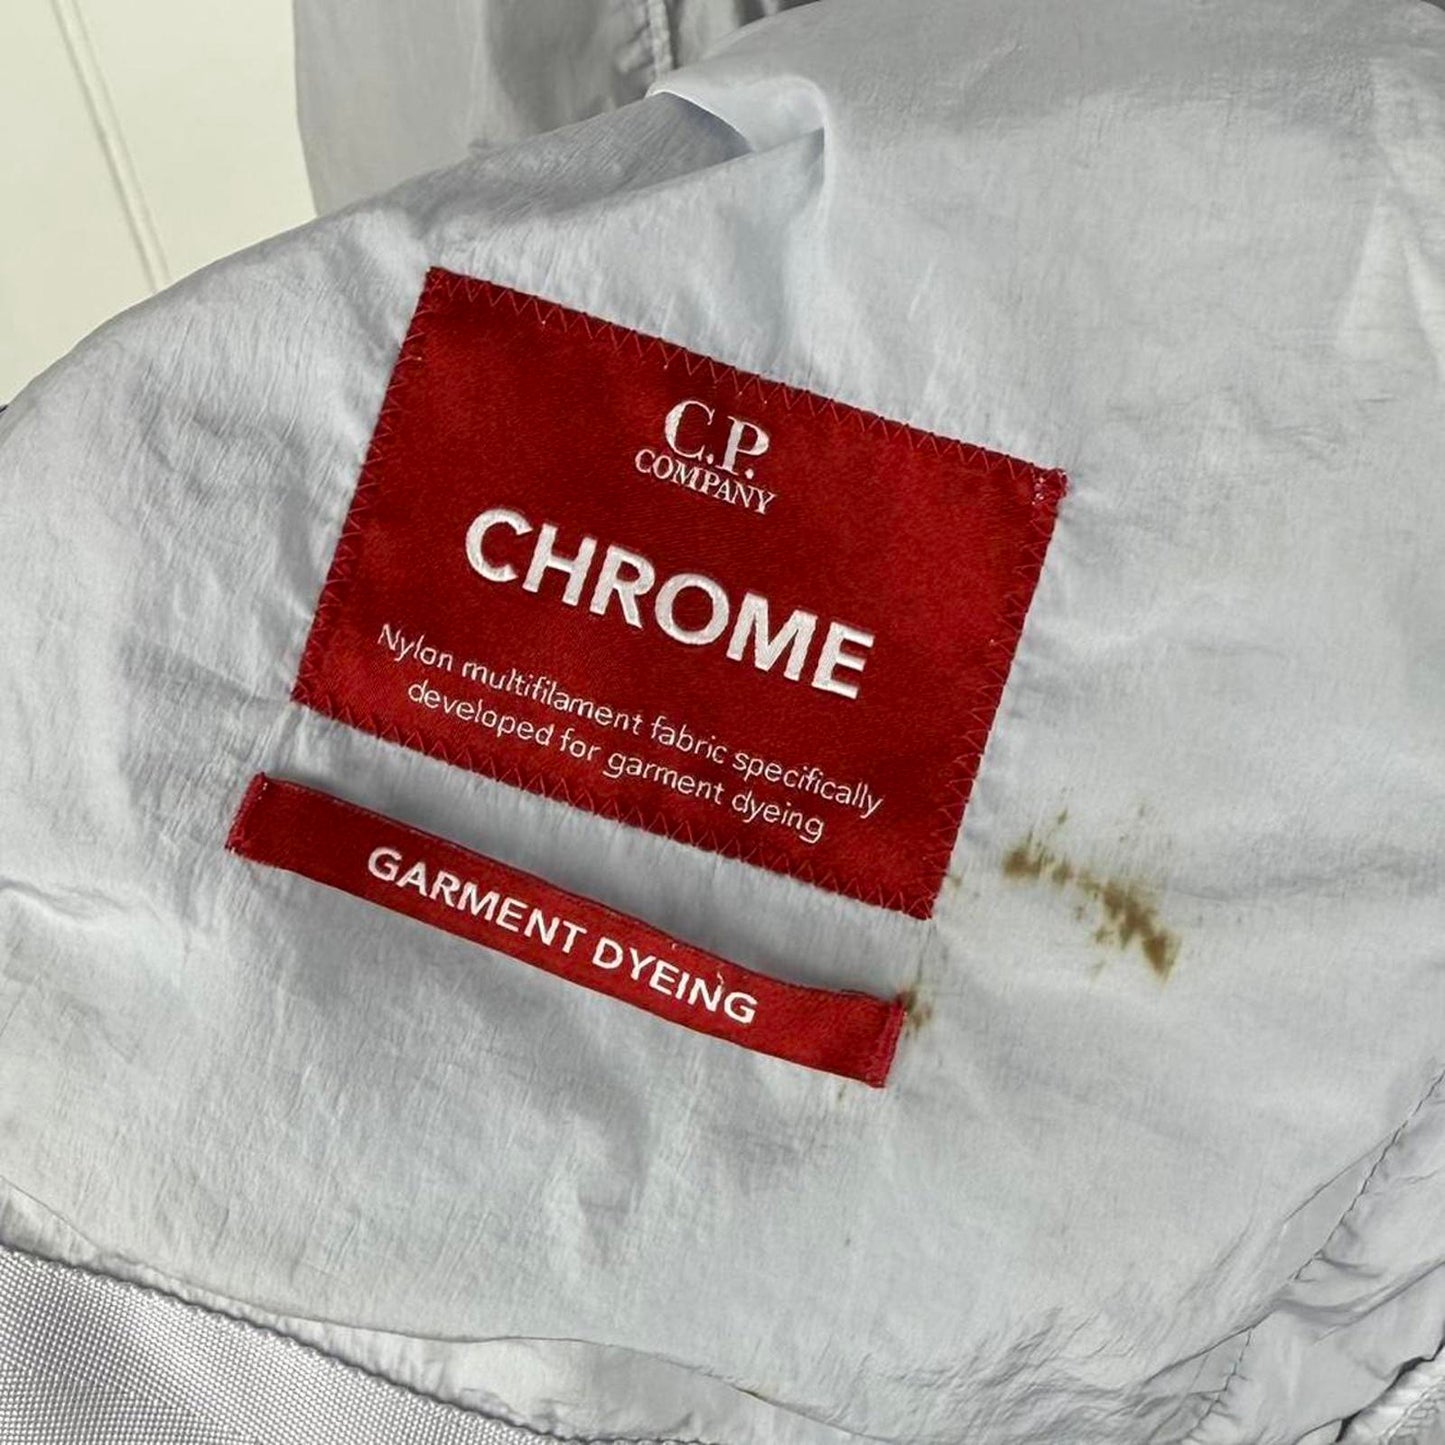 C.P.
COMPANY
CHROME
Nylon multifilament fabric specifically
developed for garment dyeing
GARMENT DYEING